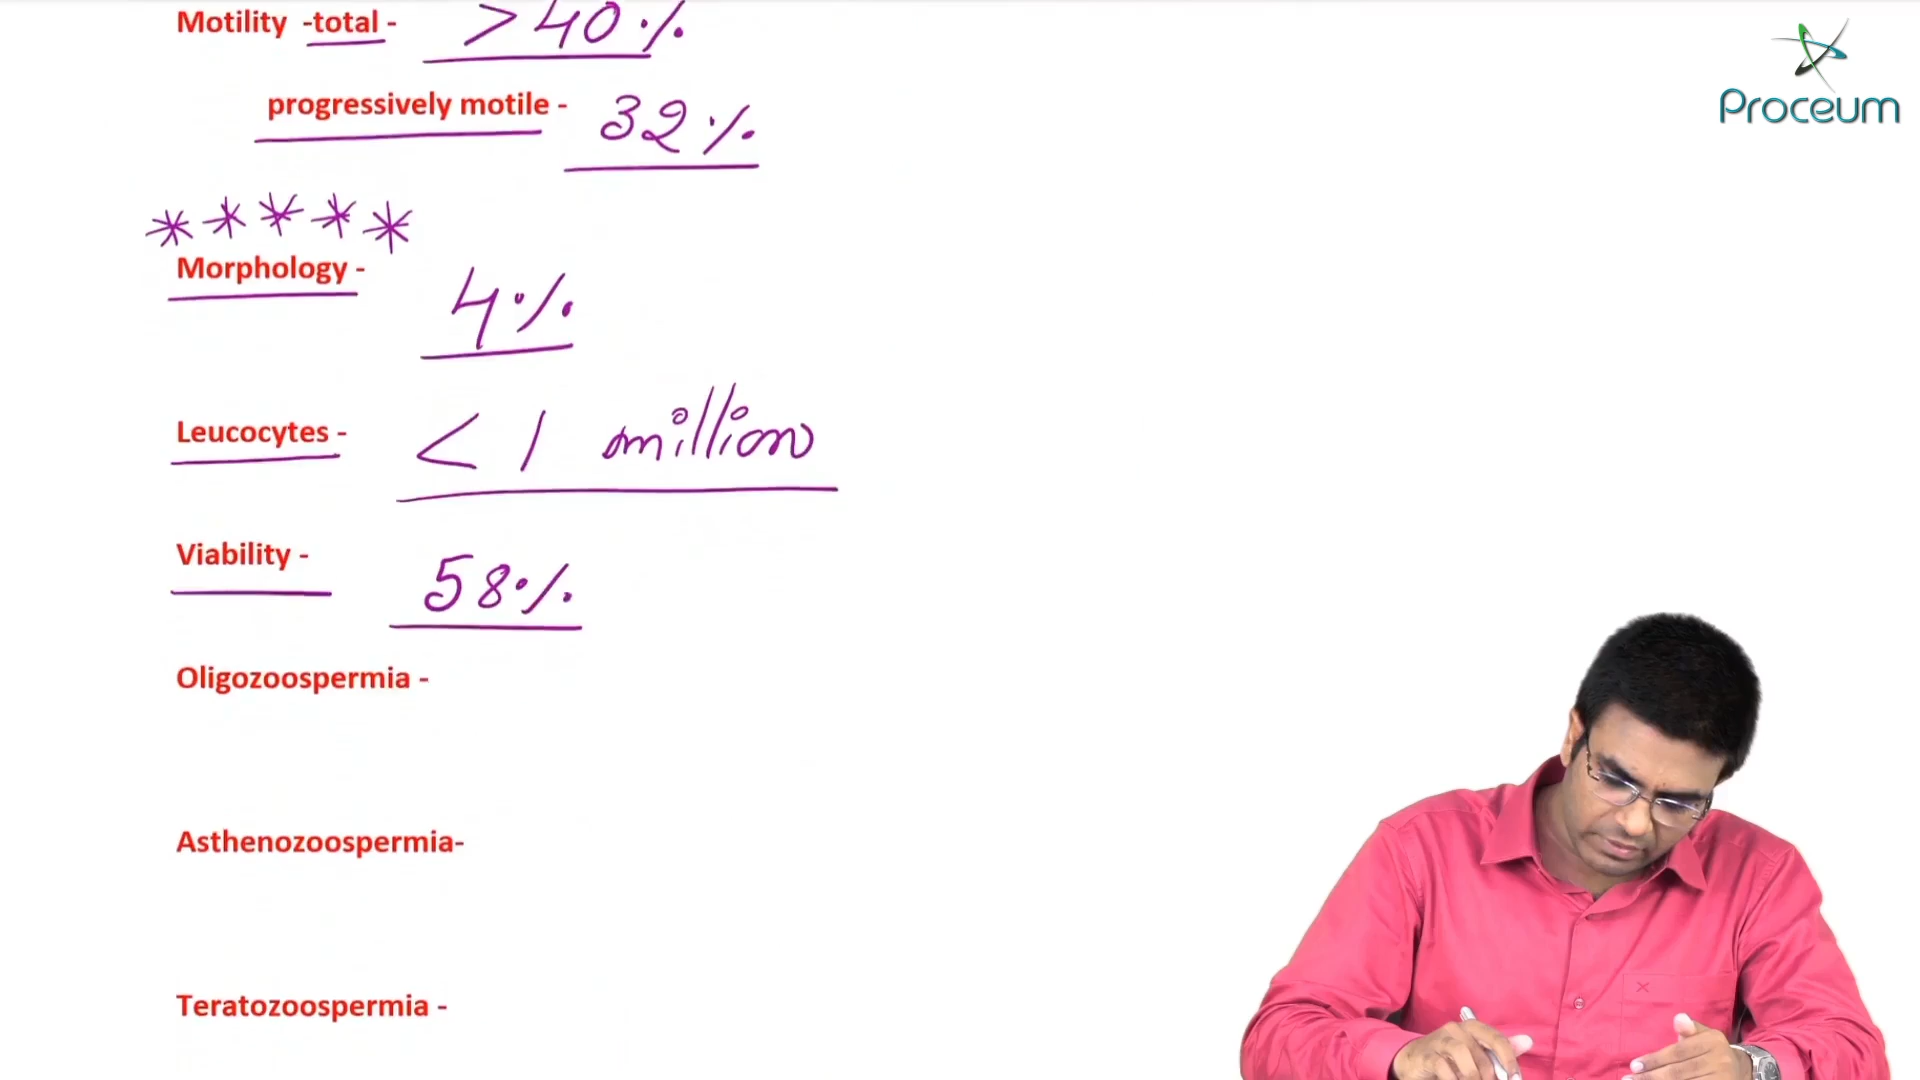 Motility -total - >40%
Proceum
progressively motile - 32%
*****
Morphology - 4%
Leucocytes - <1 million
Viability - 58%
Oligozoospermia -
Asthenozoospermia-
Teratozoospermia -